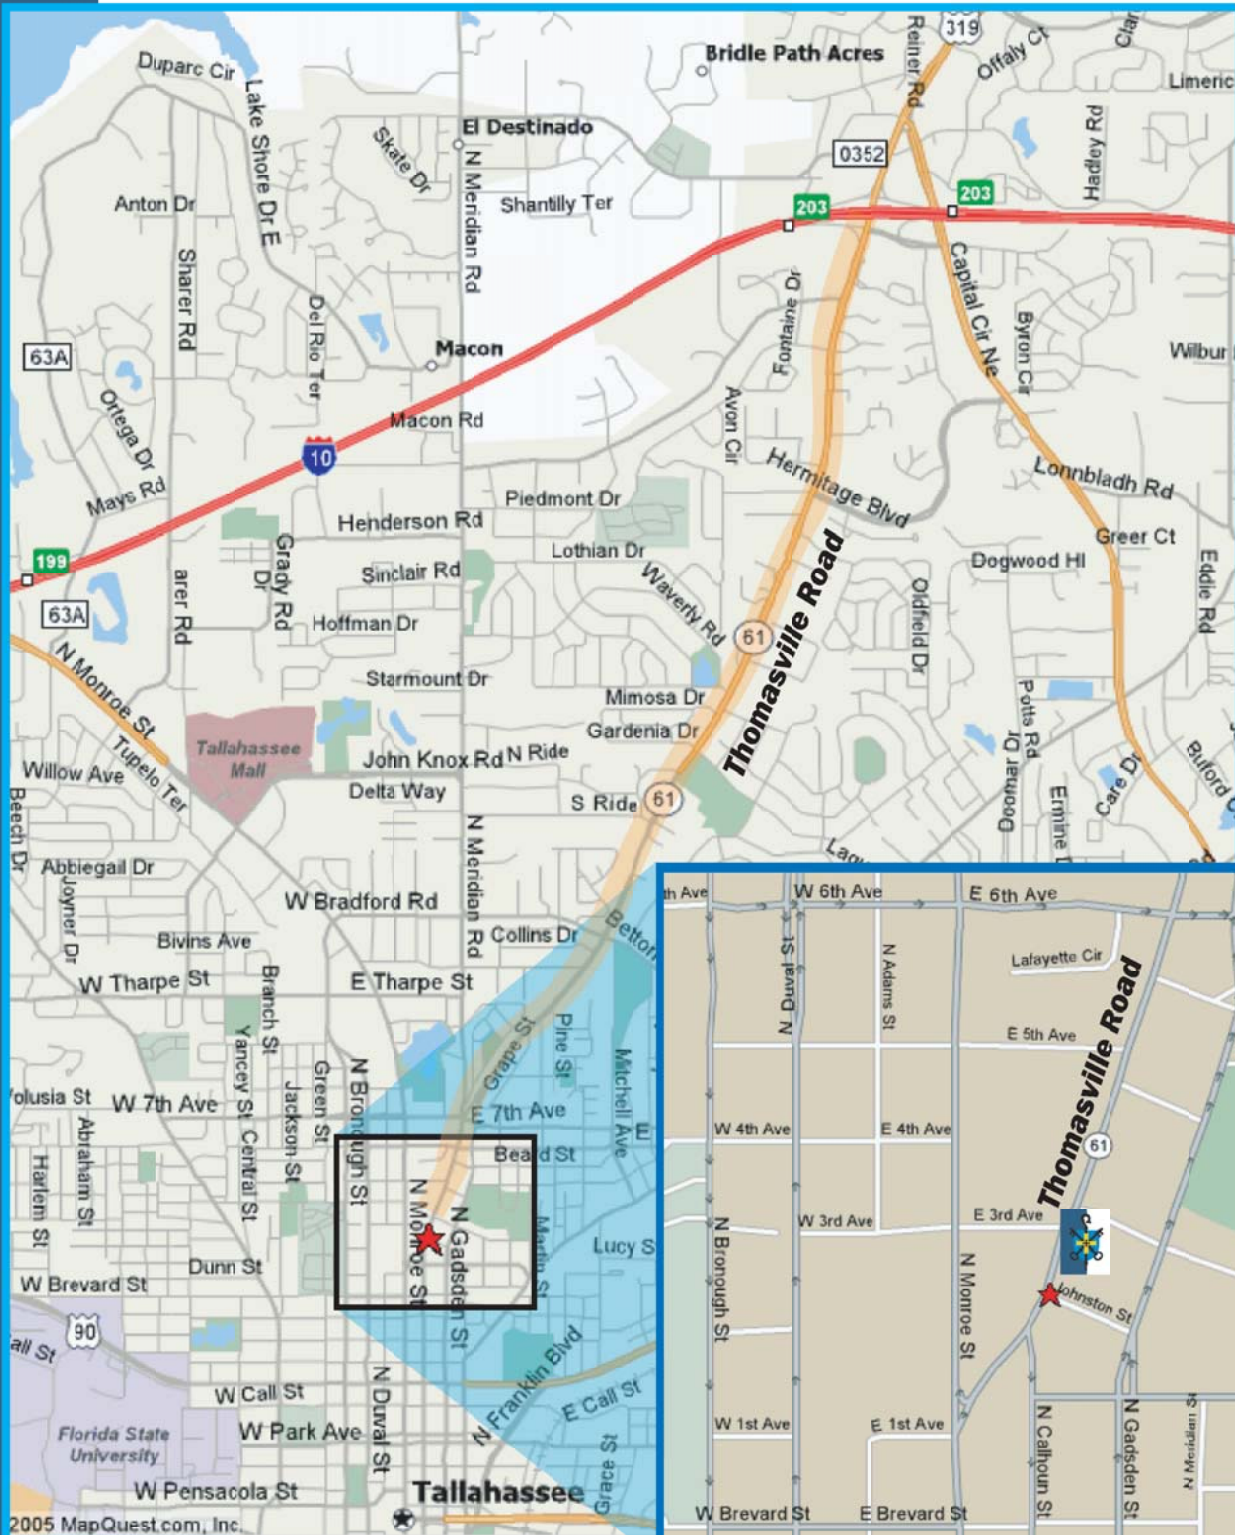 319
Reiner Rd
Offaly Ct
Bridle Path Acres
Duparc Cir
Lake Shore Dr E
El Destinado
Skate Dr
N Meridian Rd
0352
Hadley Rd
Shantilly Ter
Anton Dr
203
203
Sharer Rd
Capital Cir Ne
Fontaine Dr
Byron Cir
Del Rio Ter
63A
Macon
Wilbur
Ortega Dr
Avon Cir
Macon Rd
10
Hermitage Blvd
Lonnbladh Rd
Mays Rd
Piedmont Dr
Henderson Rd
Greer Ct
199
Grady Rd
Dr
Sinclair Rd
Lothian Dr
Dogwood Hl
Eddie Rd
63A
arer Rd
Waverly Rd
Oldfield Dr
Hoffman Dr
61
Thomasville Road
N Monroe St
Starmount Dr
Mimosa Dr
Potts Rd
Gardenia Dr
Doomar Dr
Tallahassee
Mall
Tupelo Ter
John Knox Rd
N Ride
Willow Ave
Care Dr
Buford
Delta Way
S Ride
61
Beech Dr
N Meridian Rd
Abbiegail Dr
Joyner Dr
W Bradford Rd
Bivins Ave
Collins Dr
W Tharpe St
Branch St
E Tharpe St
Grape St
Pine St
Mitchell Ave
Yancey St
Green St
N Bronough St
olusia St
W 7th Ave
Jackson St
E 7th Ave
Abraham St
Central St
Beard St
Harlem St
N Monroe St
N Gadsden St
Martin St
Lucy S
Dunn St
W Brevard St
90
all St
N Duval St
N Franklin Blvd
W Call St
E Call St
Florida State
University
W Park Ave
Grace St
W Pensacola St
Tallahassee
2005 MapQuest.com, Inc.
th Ave
W 6th Ave
E 6th Ave
N Duval St
N Adams St
Lafayette Cir
Thomasville Road
E 5th Ave
W 4th Ave
E 4th Ave
61
W 3rd Ave
E 3rd Ave
N Bronough St
N Monroe St
Johnston St
W 1st Ave
E 1st Ave
N Calhoun St
N Gadsden St
N Meridian St
W Brevard St
E Brevard St